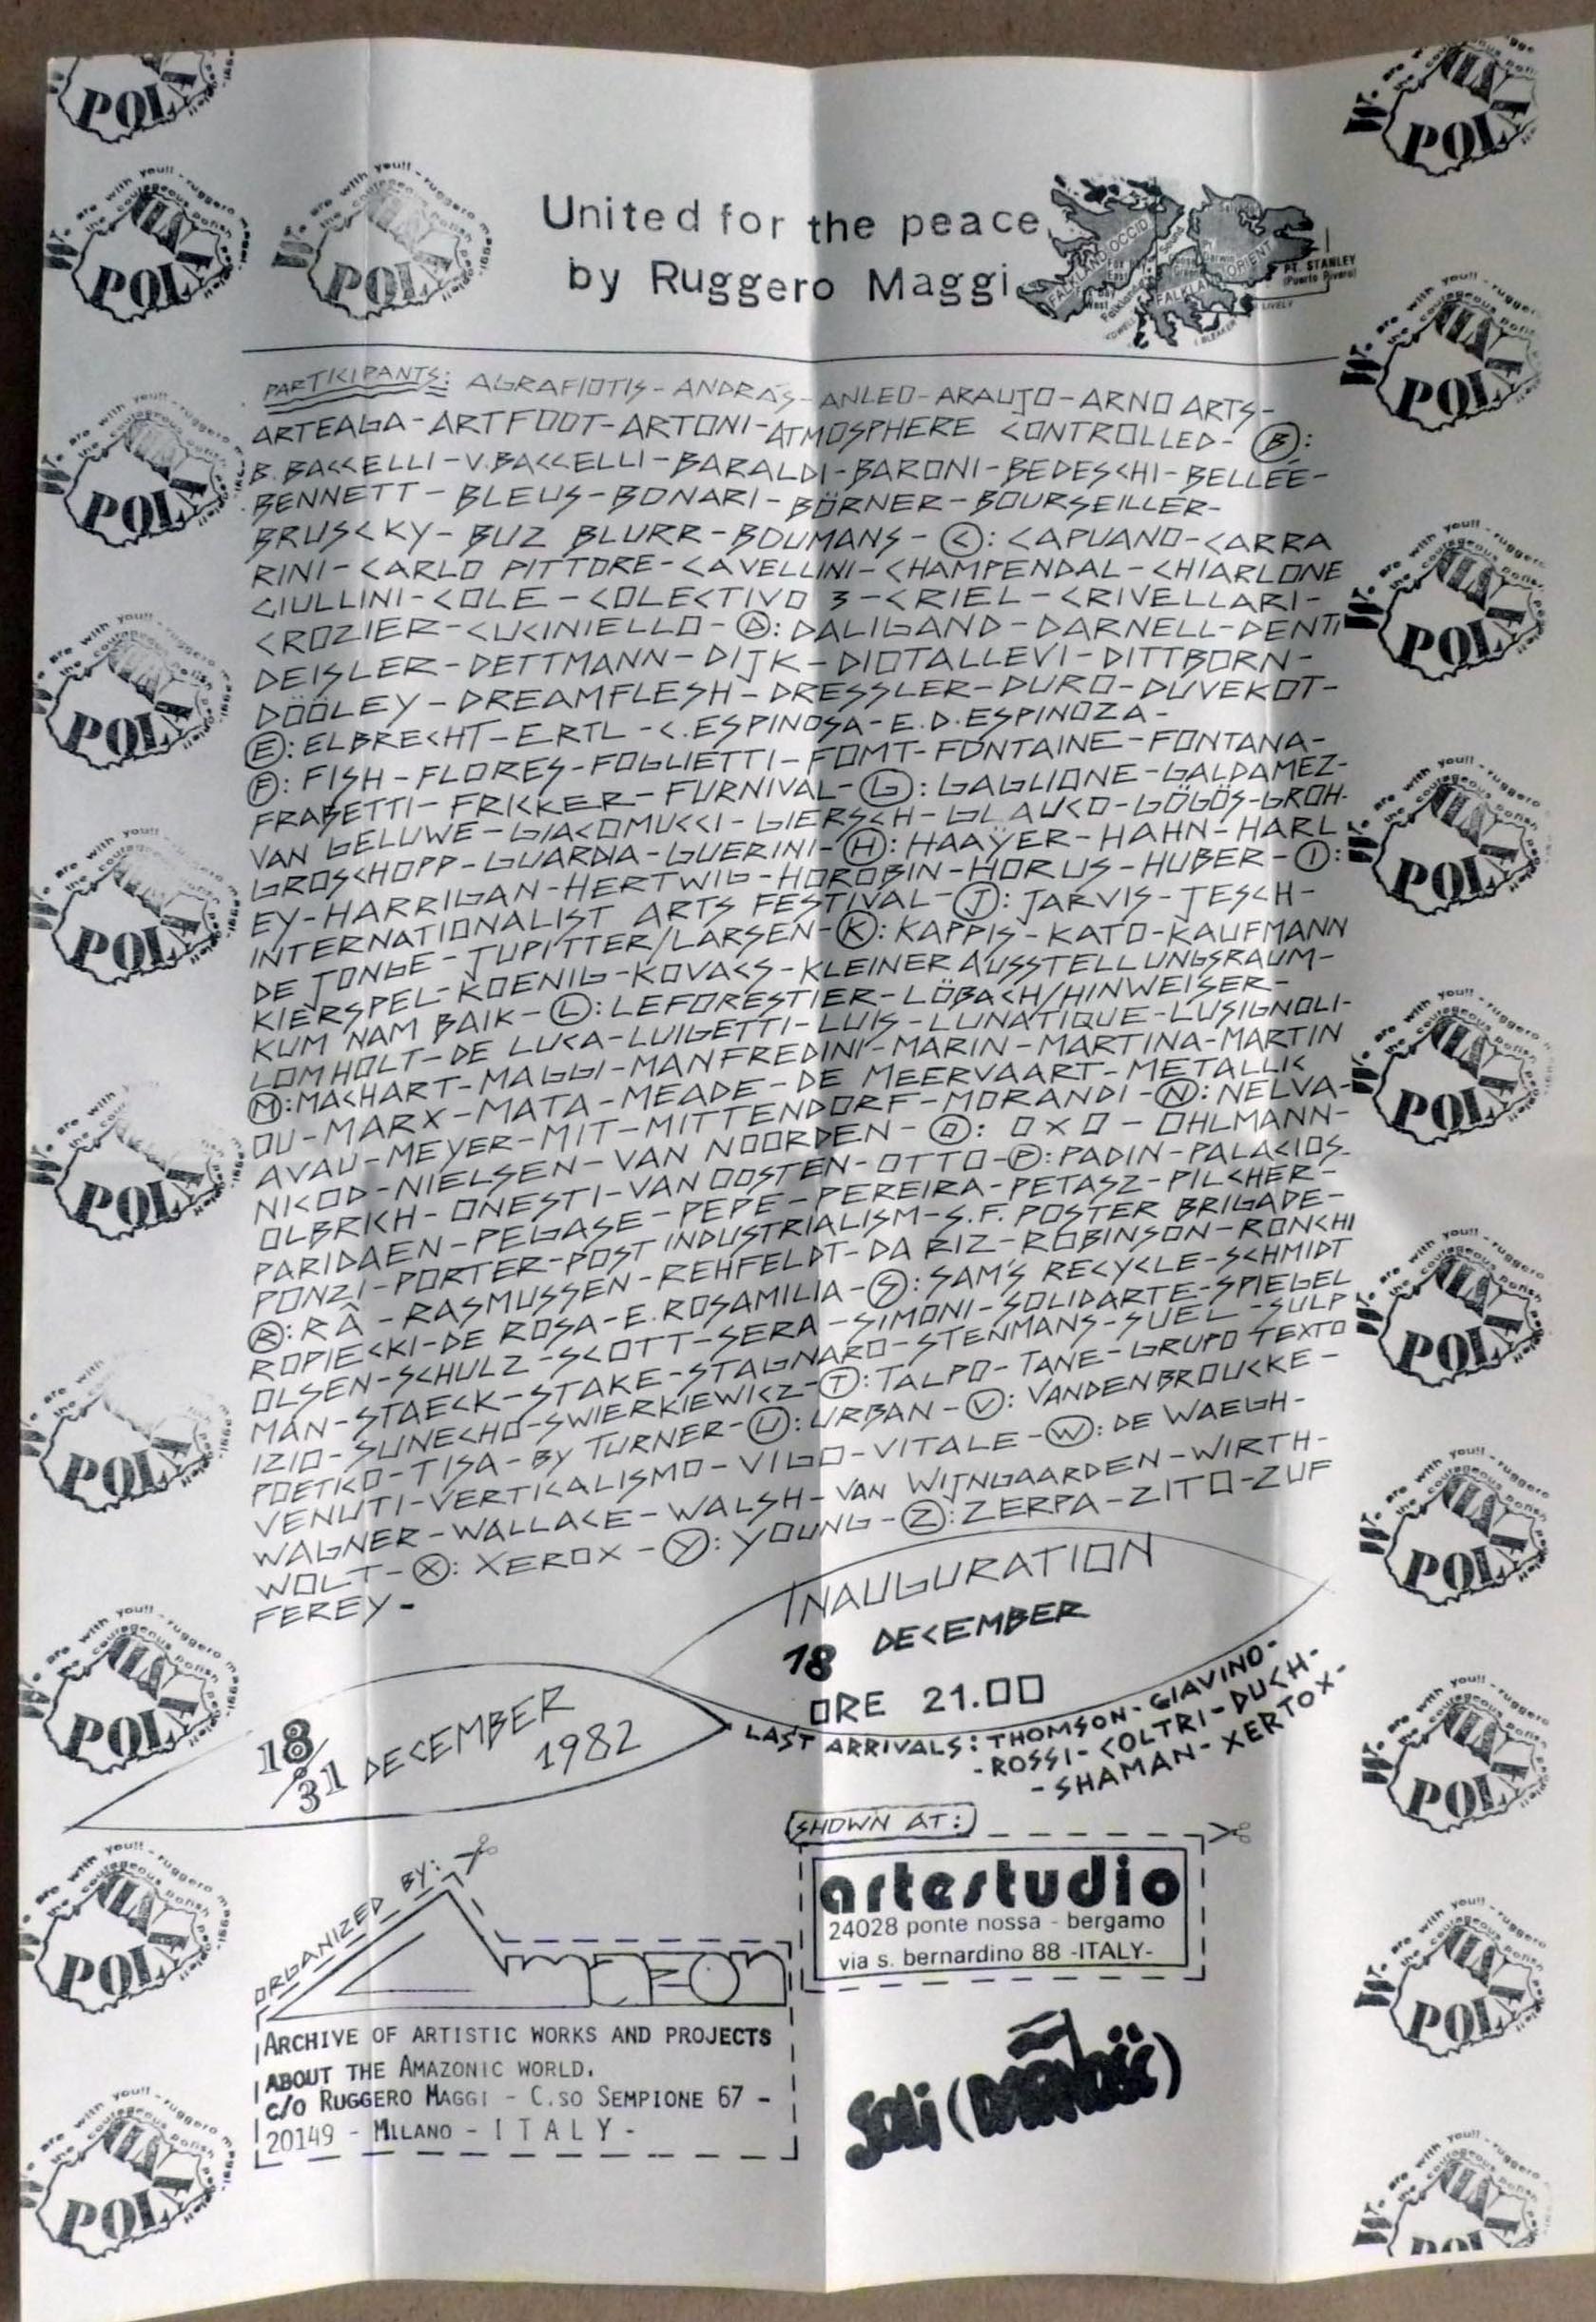 United for the peace
by Ruggero Maggi
FALKLAND OCCID
FALKLAND ORIENT
PT. STANLEY
(Puerto Rivero)
I. LIVELY
I BLEAKER
PARTICIPANTS: AGRAFIOTIS - ANDRÁS - ANLEO - ARAUJO - ARNO ARTS -
ARTEAGA - ARTFOOT - ARTONI - ATMOSPHERE CONTROLLED - B:
B. BACCELLI - V. BACCELLI - BARALDI - BARONI - BEDESCHI - BELLÉE -
BENNETT - BLEUS - BONARI - BÖRNER - BOURSEILLER -
BRUSCKY - BUZ BLURR - BOUMANS - C: CAPUANO - CARRA
RINI - CARLO PITTORE - CAVELLINI - CHAMPENDAL - CHIARLONE
CIULLINI - COLE - COLECTIVO 3 - CRIEL - CRIVELLARI -
CROZIER - CUCINIELLO - D: DALIGAND - DARNELL - DENTI
DEISLER - DETTMANN - DIJK - DIOTALLEVI - DITTBORN -
DÖÖLEY - DREAMFLESH - DRESSLER - DURO - DUVEKOT -
E: ELBRECHT - ERTL - C. ESPINOSA - E.D. ESPINOZA -
F: FISH - FLORES - FOGLIETTI - FOMT - FONTAINE - FONTANA -
FRABETTI - FRICKER - FURNIVAL - G: GAGLIONE - GALDAMEZ -
VAN GELUWE - GIACOMUCCI - GIERSCH - GLAUCO - GÖGÖS - GROH -
GROSCHOPP - GUARDIA - GUERINI - H: HAAŸER - HAHN - HARL
EY - HARRIGAN - HERTWIG - HOROBIN - HORUS - HUBER - I:
INTERNATIONALIST ARTS FESTIVAL - J: JARVIS - JESCH -
DE JONGE - JUPITTER/LARSEN - K: KAPPIS - KATO - KAUFMANN
KIERSPEL - KOENIG - KOVACS - KLEINER AUSSTELLUNGSRAUM -
KUM NAM BAIK - L: LEFORESTIER - LÖBACH/HINWEISER -
LOMHOLT - DE LUCA - LUIGETTI - LUIS - LUNATIQUE - LUSIGNOLI -
M: MACHART - MAGGI - MANFREDINI - MARIN - MARTINA - MARTIN
OU - MARX - MATA - MEADE - DE MEERVAART - METALLIC
AVAU - MEYER - MIT - MITTENDORF - MORANDI - N: NELVA -
NICOD - NIELSEN - VAN NOORDEN - O: OXO - OHLMANN -
OLBRICH - ONESTI - VAN OOSTEN - OTTO - P: PADIN - PALACIOS -
PARIDAEN - PEGASE - PEPE - PEREIRA - PETASZ - PILCHER -
PONZI - PORTER - POST INDUSTRIALISM - S.F. POSTER BRIGADE -
R: RÂ - RASMUSSEN - REHFELDT - DA RIZ - ROBINSON - RONCHI
ROPIECKI - DE ROSA - E. ROSAMILIA - S: SAM'S RECYCLE - SCHMIDT
OLSEN - SCHULZ - SCOTT - SERA - SIMONI - SOLIDARTE - SPIEGEL
MAN - STAECK - STAKE - STAGNARO - STENMANS - SUEL - SULP
IZIO - SUNECHO - SWIERKIEWICZ - T: TALPO - TANE - GRUPO TEXTO
POETICO - TISA - BY TURNER - U: URBAN - V: VANDENBROUCKE -
VENUTI - VERTICALISMO - VIGO - VITALE - W: DE WAEGH -
WAGNER - WALLACE - WALSH - VAN WIJNGAARDEN - WIRTH -
WOLT - X: XEROX - Y: YOUNG - Z: ZERPA - ZITO - ZUF
FEREY -
INAUGURATION
18 DECEMBER
ORE 21.00
18/31 DECEMBER
1982
LAST ARRIVALS: THOMSON - GIAVINO -
- ROSSI - COLTRI - DUCH -
- SHAMAN - XERTOX -
SHOWN AT:
artestudio
24028 ponte nossa - bergamo
via s. bernardino 88 -ITALY-
ORGANIZED BY:
Amazon
ARCHIVE OF ARTISTIC WORKS AND PROJECTS
ABOUT THE AMAZONIC WORLD.
c/o RUGGERO MAGGI - C.SO SEMPIONE 67 -
20149 - MILANO - ITALY -
Soli (DARNOŚĆ)
We are with you!! - ruggero maggi -
the courageous polish people!!
POLAND